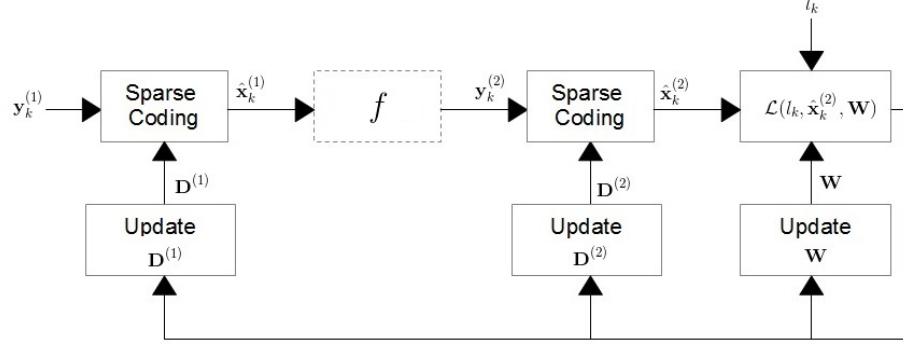 l_k
y_k^{(1)}
Sparse
Coding
x̂_k^{(1)}
f
y_k^{(2)}
Sparse
Coding
x̂_k^{(2)}
ℒ(l_k, x̂_k^{(2)}, W)
D^{(1)}
D^{(2)}
W
Update
D^{(1)}
Update
D^{(2)}
Update
W